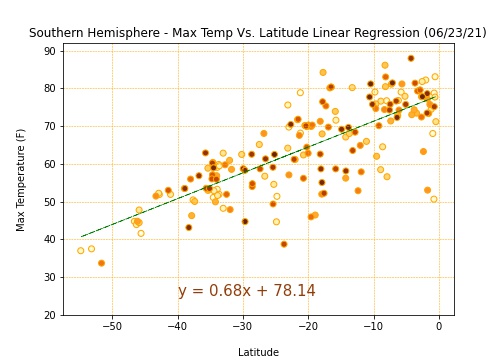 Southern Hemisphere - Max Temp Vs. Latitude Linear Regression (06/23/21)
90
80
70
60
50
40
30
20
Max Temperature (F)
y = 0.68x + 78.14
−50 −40 −30 −20 −10 0
Latitude